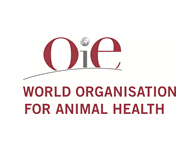 OiE
WORLD ORGANISATION
FOR ANIMAL HEALTH